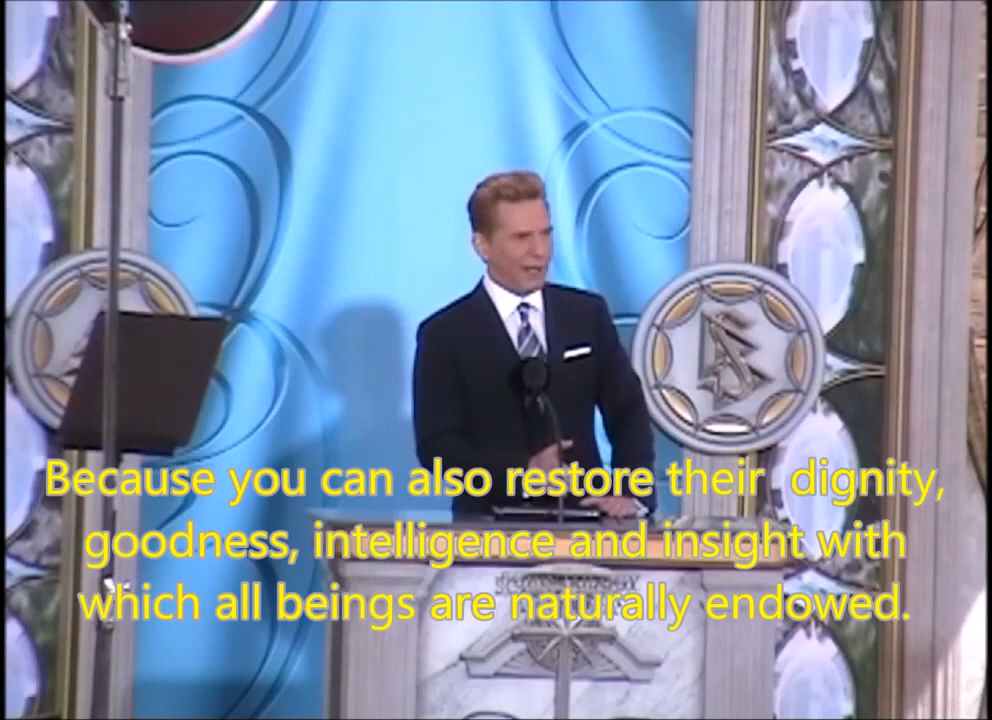 Because you can also restore their dignity,
goodness, intelligence and insight with
which all beings are naturally endowed.